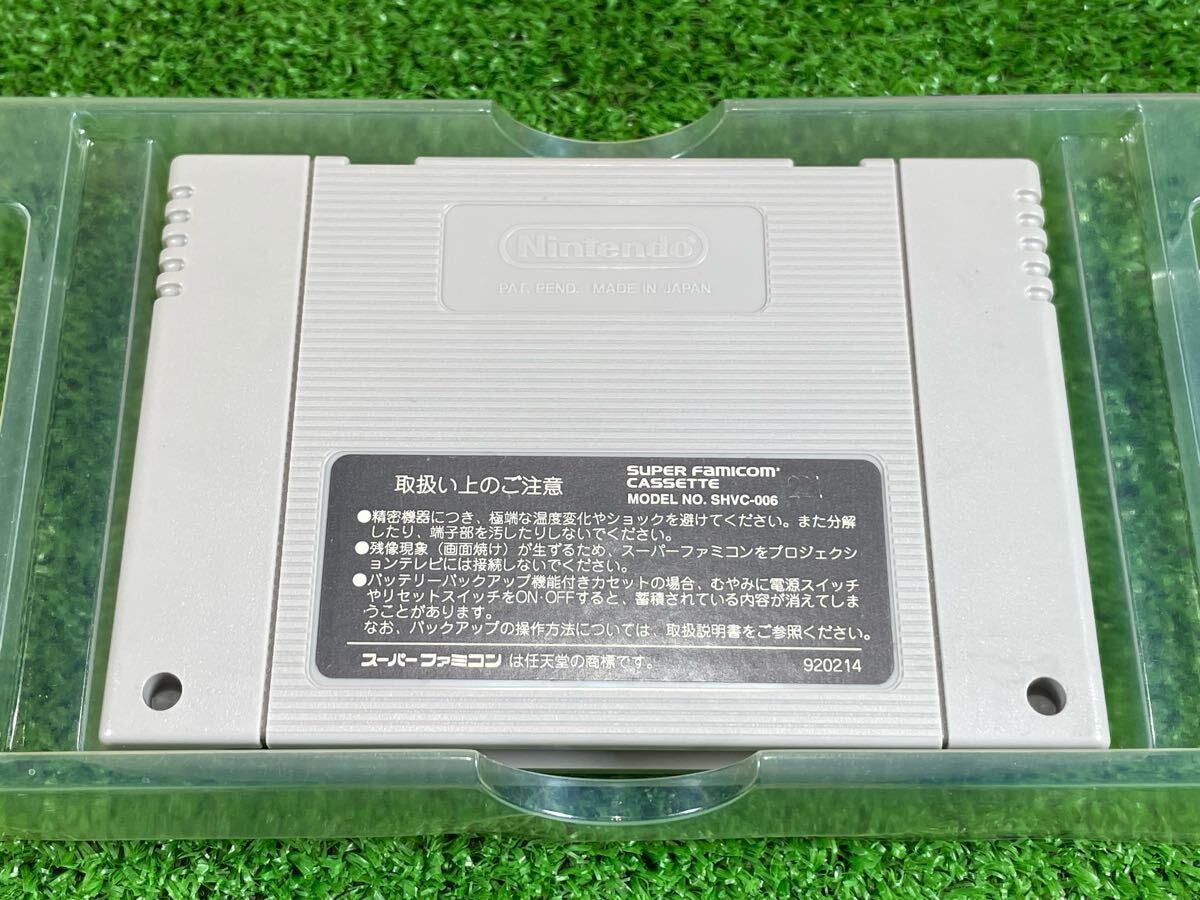 Nintendo®
PAT. PEND. MADE IN JAPAN
取扱い上のご注意
SUPER FAMICOM®
CASSETTE
MODEL NO. SHVC-006
●精密機器につき、極端な温度変化やショックを避けてください。また分解
したり、端子部を汚したりしないでください。
●残像現象(画面焼け)が生ずるため、スーパーファミコンをプロジェクシ
ョンテレビには接続しないでください。
●バッテリーバックアップ機能付きカセットの場合、むやみに電源スイッチ
やリセットスイッチをON·OFFすると、蓄積されている内容が消えてしま
うことがあります。
なお、バックアップの操作方法については、取扱説明書をご参照ください。
スーパーファミコン は任天堂の商標です。
920214